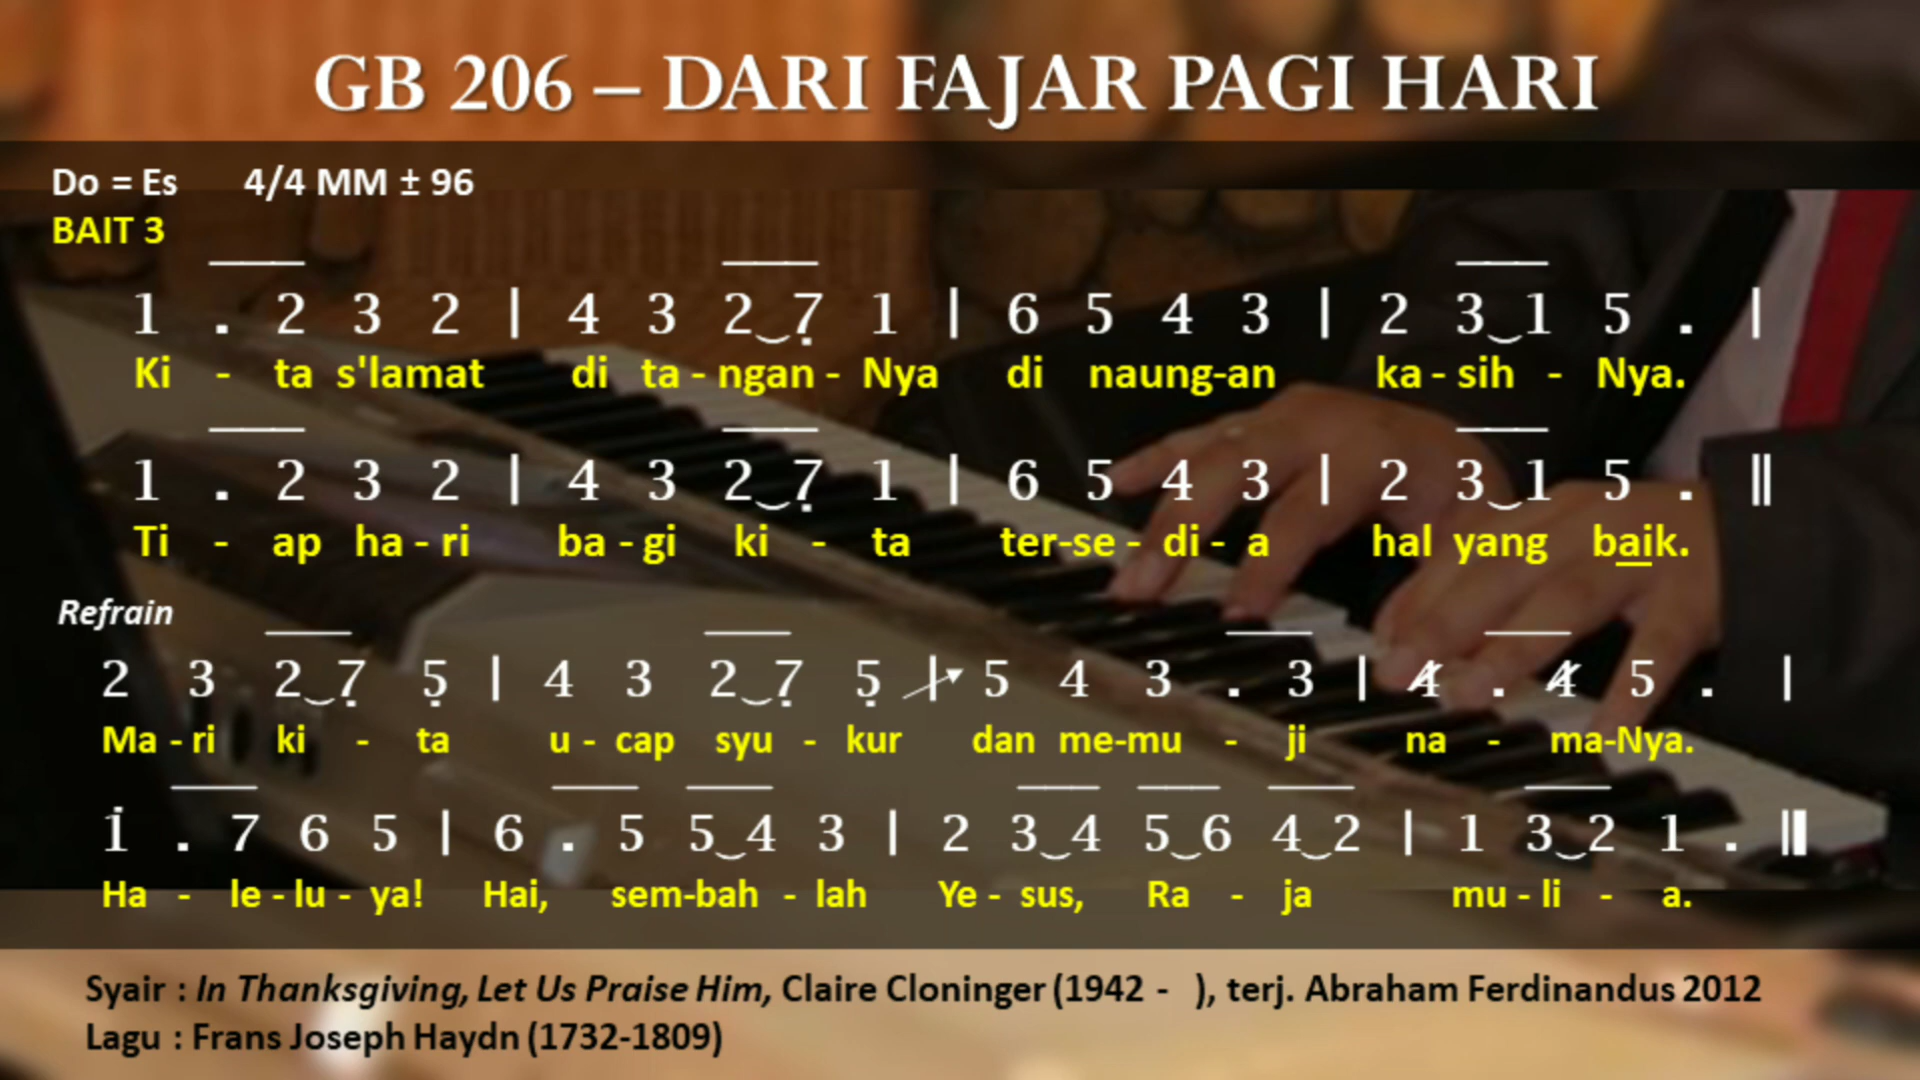 GB 206 – DARI FAJAR PAGI HARI
Do = Es 4/4 MM ± 96
BAIT 3
1 . 2 3 2 | 4 3 2‿7̣ 1 | 6 5 4 3 | 2 3‿1 5 . |
Ki - ta s'lamat di ta - ngan - Nya di naung-an ka - sih - Nya.
1 . 2 3 2 | 4 3 2‿7̣ 1 | 6 5 4 3 | 2 3‿1 5 . ||
Ti - ap ha - ri ba - gi ki - ta ter-se - di - a hal yang baik.
Refrain
2 3 2‿7̣ 5̣ | 4 3 2‿7̣ 5̣ | 5 4 3 . 3 | 4̸ . 4̸ 5 . |
Ma - ri ki - ta u - cap syu - kur dan me-mu - ji na - ma-Nya.
1̇ . 7 6 5 | 6 . 5 5‿4 3 | 2 3‿4 5‿6 4‿2 | 1 3‿2 1 . ||
Ha - le - lu - ya! Hai, sem-bah - lah Ye - sus, Ra - ja mu - li - a.
Syair : In Thanksgiving, Let Us Praise Him, Claire Cloninger (1942 - ), terj. Abraham Ferdinandus 2012
Lagu : Frans Joseph Haydn (1732-1809)